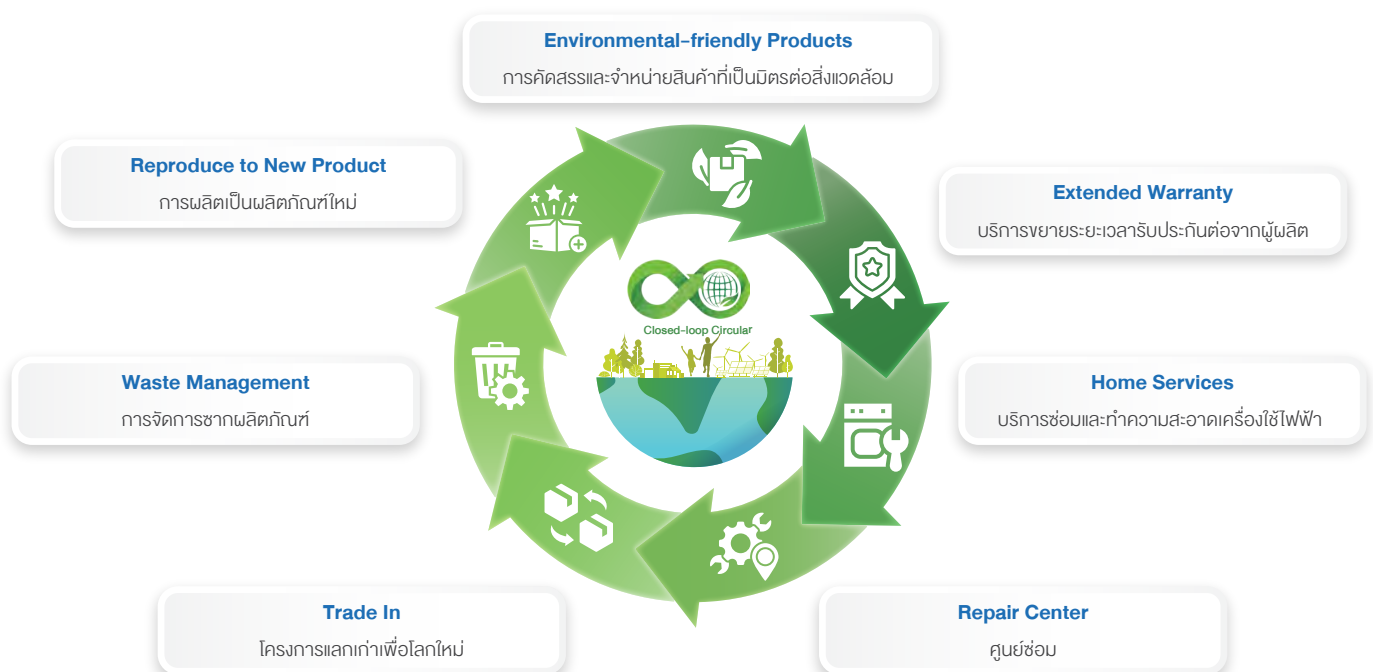 Environmental-friendly Products
การคัดสรรและจำหน่ายสินค้าที่เป็นมิตรต่อสิ่งแวดล้อม
Extended Warranty
บริการขยายระยะเวลารับประกันต่อจากผู้ผลิต
Home Services
บริการซ่อมและทำความสะอาดเครื่องใช้ไฟฟ้า
Repair Center
ศูนย์ซ่อม
Trade In
โครงการแลกเก่าเพื่อโลกใหม่
Waste Management
การจัดการซากผลิตภัณฑ์
Reproduce to New Product
การผลิตเป็นผลิตภัณฑ์ใหม่
Closed-loop Circular